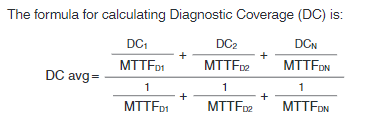 The formula for calculating Diagnostic Coverage (DC) is:
DC₁ DC₂ DCN
MTTFD1 + MTTFD2 + MTTFDN
DC avg =
1 1 1
MTTFD1 + MTTFD2 + MTTFDN